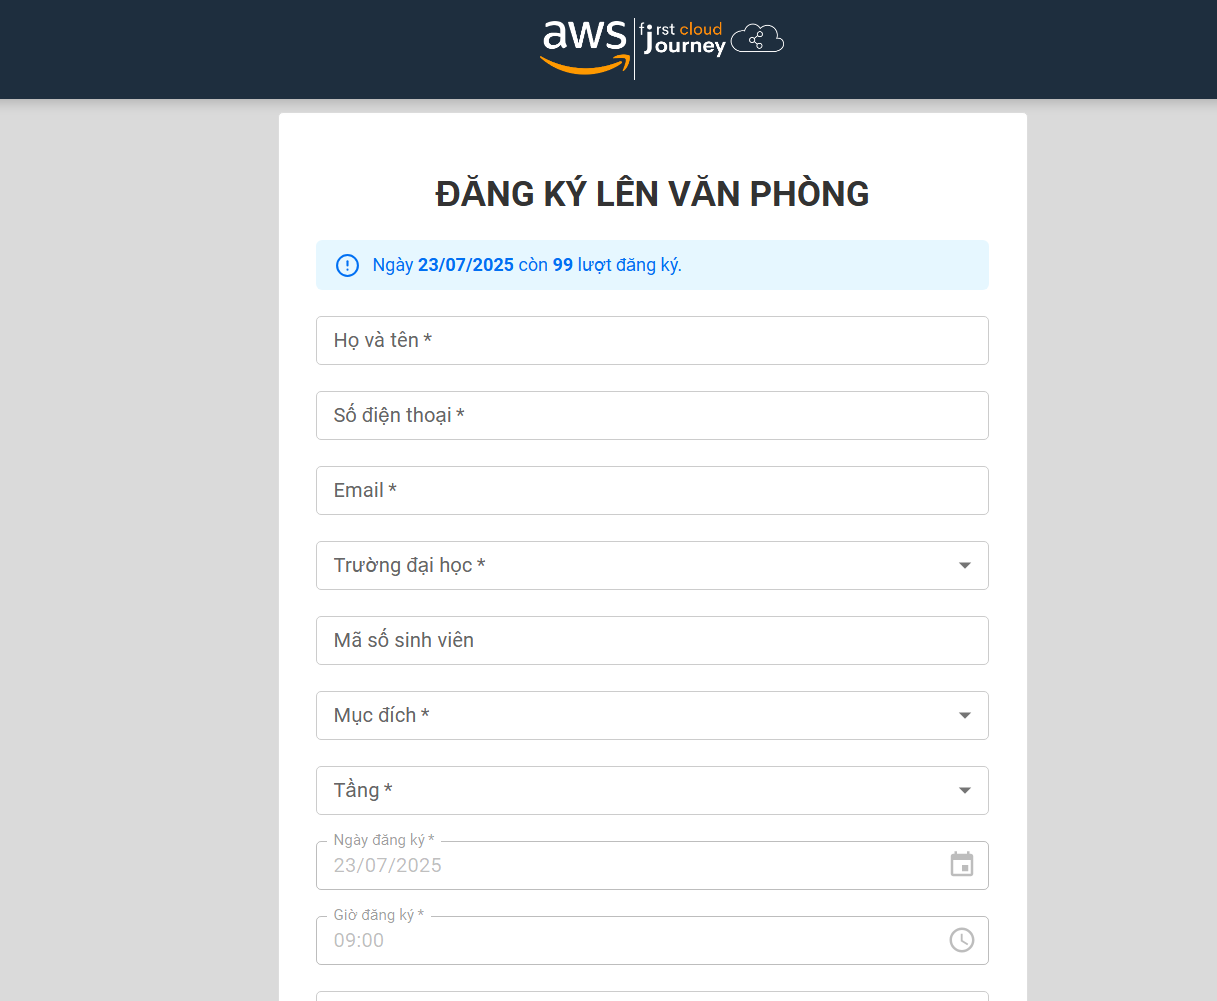 aws
first cloud
Journey
ĐĂNG KÝ LÊN VĂN PHÒNG
Ngày 23/07/2025 còn 99 lượt đăng ký.
Họ và tên *
Số điện thoại *
Email *
Trường đại học *
Mã số sinh viên
Mục đích *
Tầng *
Ngày đăng ký *
23/07/2025
Giờ đăng ký *
09:00